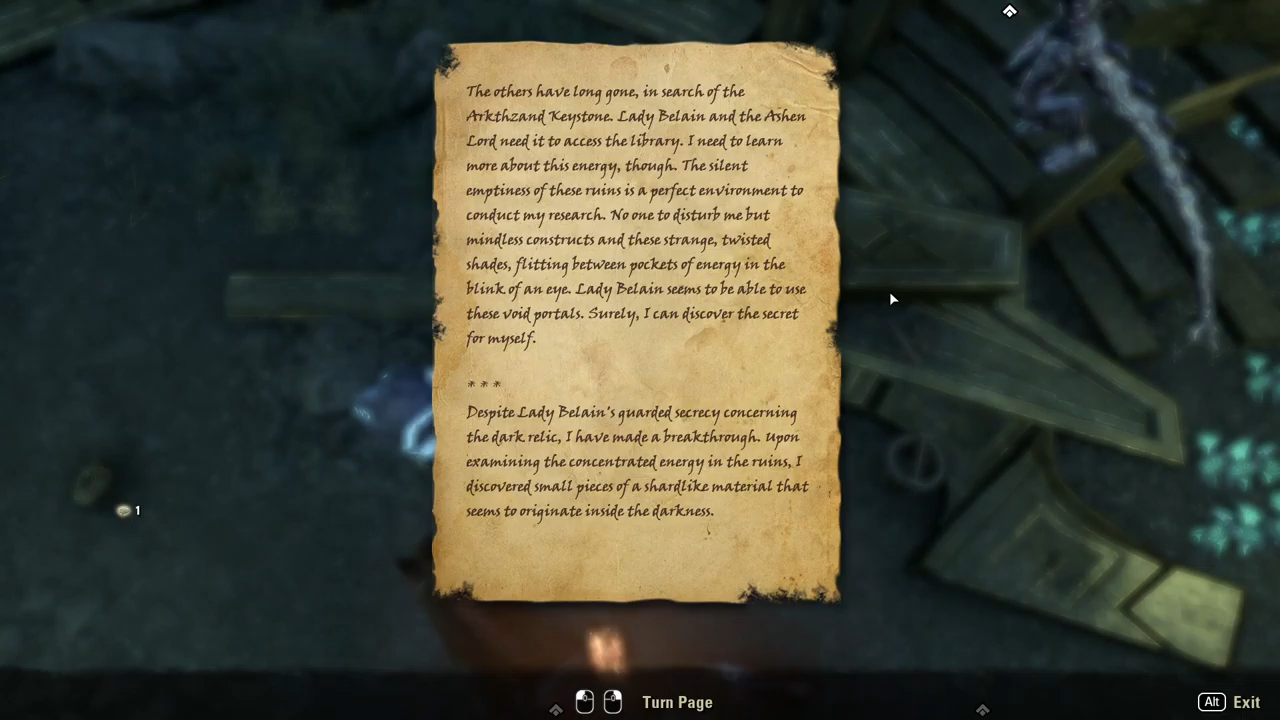 The others have long gone, in search of the
Arkthzand Keystone. Lady Belain and the Ashen
Lord need it to access the library. I need to learn
more about this energy, though. The silent
emptiness of these ruins is a perfect environment to
conduct my research. No one to disturb me but
mindless constructs and these strange, twisted
shades, flitting between pockets of energy in the
blink of an eye. Lady Belain seems to be able to use
these void portals. Surely, I can discover the secret
for myself.
* * *
Despite Lady Belain's guarded secrecy concerning
the dark relic, I have made a breakthrough. Upon
examining the concentrated energy in the ruins, I
discovered small pieces of a shardlike material that
seems to originate inside the darkness.
1
Turn Page
Alt Exit